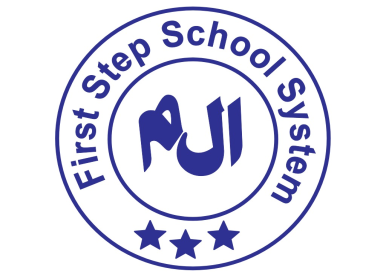 First Step School System
الم